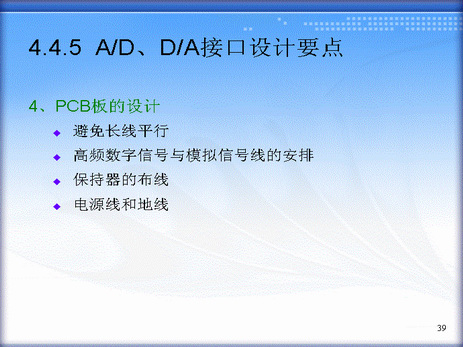 4.4.5 A/D、D/A接口设计要点
4、PCB板的设计
避免长线平行
高频数字信号与模拟信号线的安排
保持器的布线
电源线和地线
39